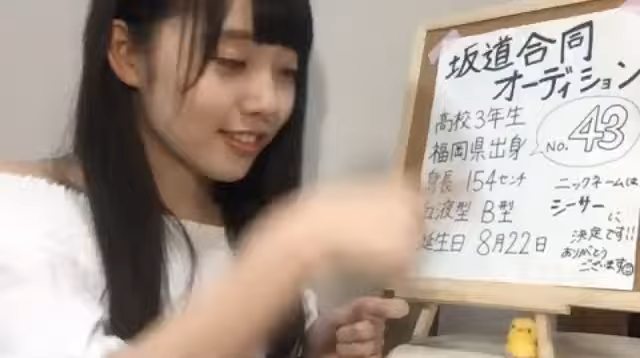 坂道合同
オーディション
高校3年生
福岡県出身
No.43
身長 154センチ
血液型 B型
誕生日 8月22日
ニックネームは
シーサーに
決定です!!
ありがとう
ございます